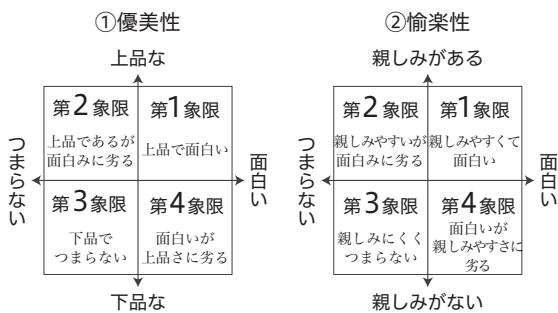 ①優美性
上品な
第2象限
上品であるが
面白みに劣る
第1象限
上品で面白い
つまらない
面白い
第3象限
下品で
つまらない
第4象限
面白いが
上品さに劣る
下品な
②愉楽性
親しみがある
第2象限
親しみやすいが
面白みに劣る
第1象限
親しみやすくて
面白い
つまらない
面白い
第3象限
親しみにくく
つまらない
第4象限
面白いが
親しみやすさに
劣る
親しみがない